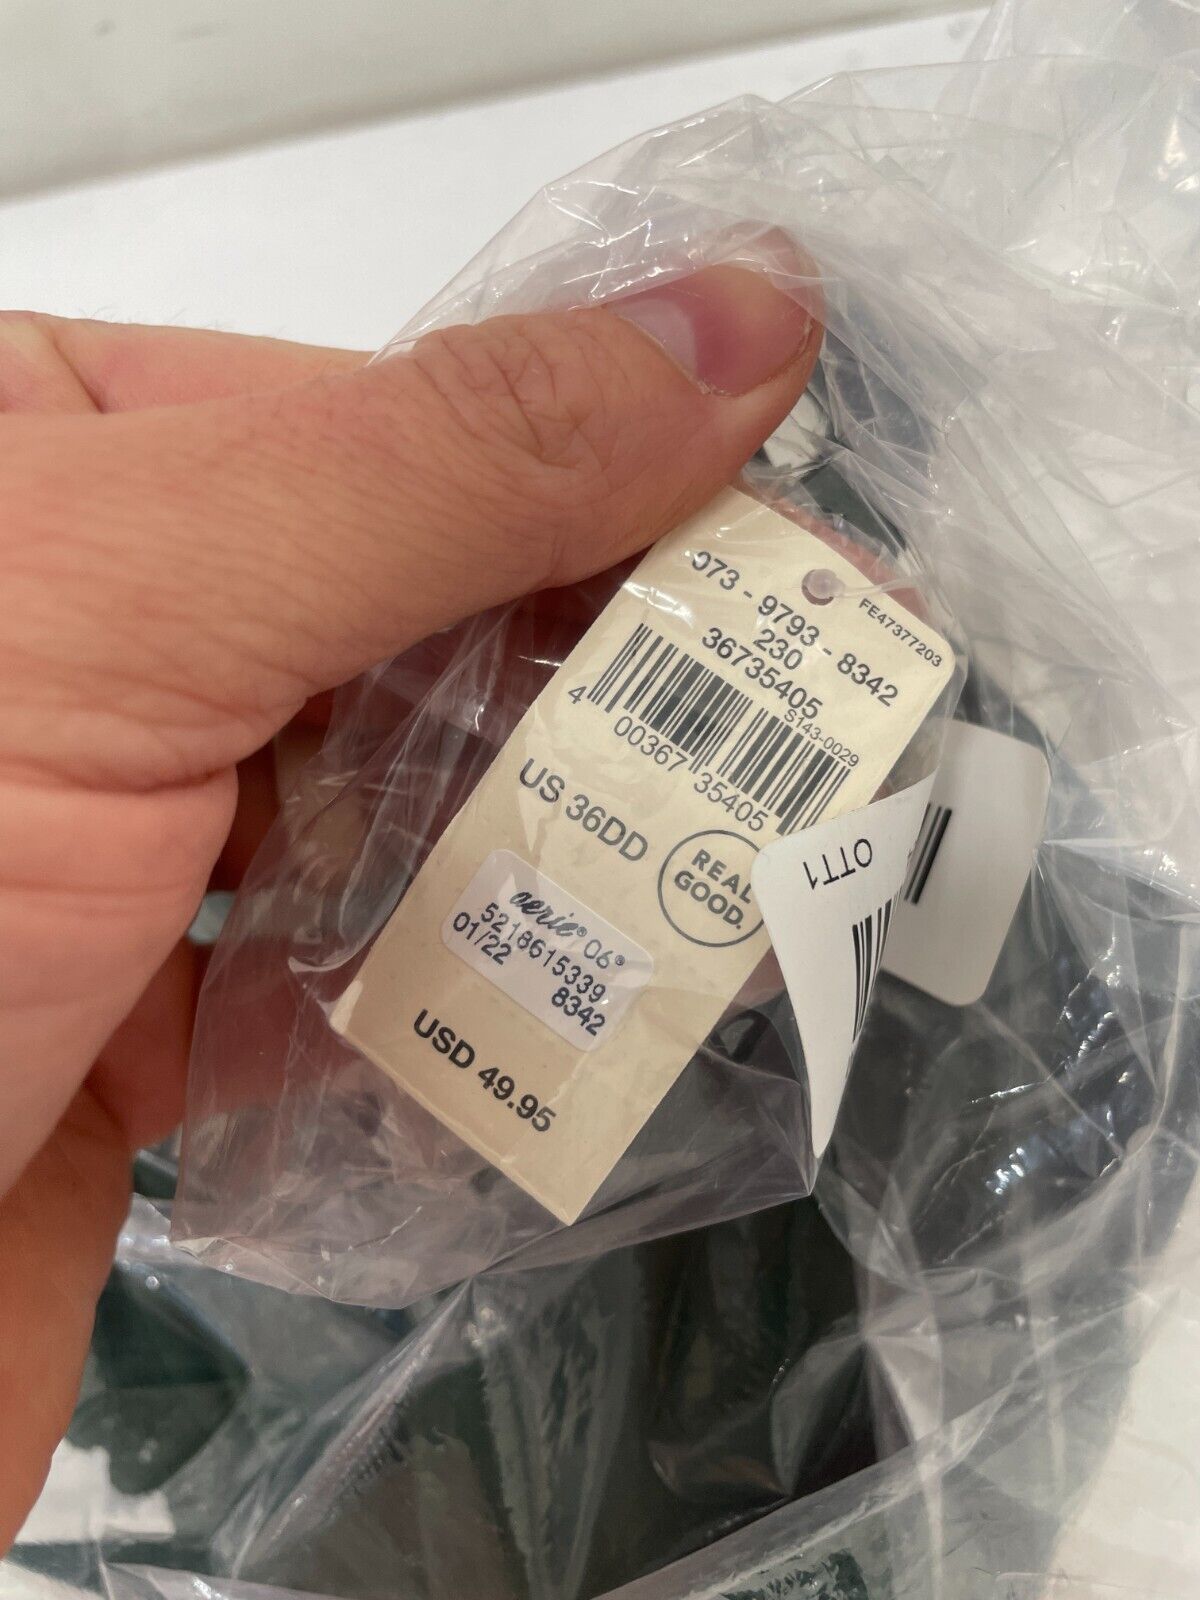 073 - 9793 - 8342
FE47377203
230
36735405
S143-0029
4 00367 35405
US 36DD
REAL
GOOD.
aerie® 06®
5218615339
01/22 8342
USD 49.95
OTT1